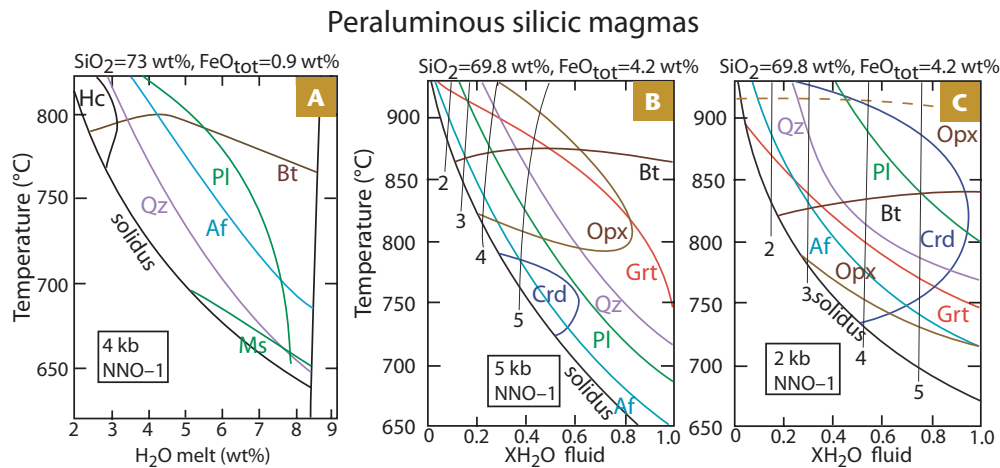 Peraluminous silicic magmas
SiO2=73 wt%, FeOtot=0.9 wt%
A
Hc
Bt
Pl
Qz
Af
solidus
Ms
4 kb
NNO–1
800
750
700
650
Temperature (°C)
2 3 4 5 6 7 8 9
H2O melt (wt%)
SiO2=69.8 wt%, FeOtot=4.2 wt%
B
Bt
2
3
4
5
Opx
Grt
Crd
Qz
Pl
Af
solidus
5 kb
NNO–1
900
850
800
750
700
650
Temperature (°C)
0 0.2 0.4 0.6 0.8 1.0
XH2O fluid
SiO2=69.8 wt%, FeOtot=4.2 wt%
C
Opx
Qz
Pl
Bt
2
Af
Crd
Opx
3
solidus
Grt
4
5
2 kb
NNO–1
900
850
800
750
700
650
0 0.2 0.4 0.6 0.8 1.0
XH2O fluid